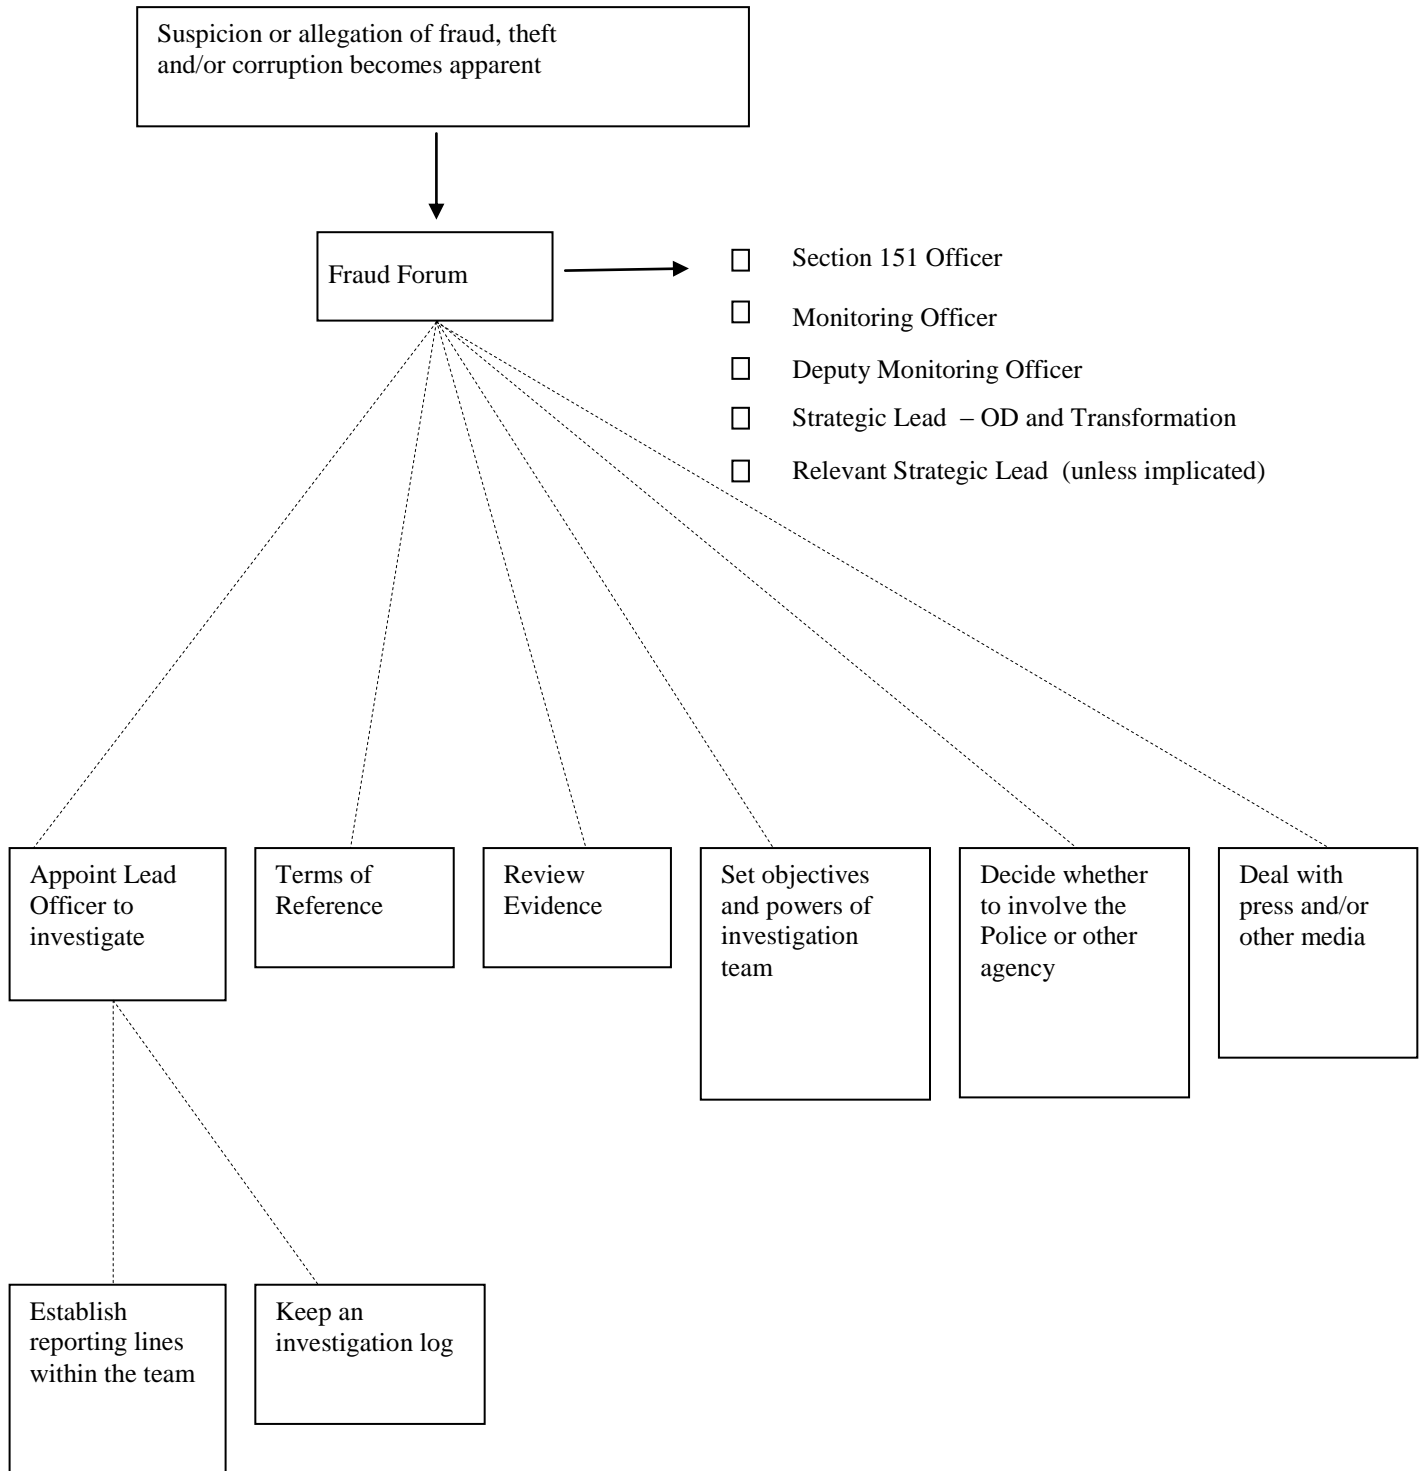 Suspicion or allegation of fraud, theft
and/or corruption becomes apparent
Fraud Forum
Section 151 Officer
Monitoring Officer
Deputy Monitoring Officer
Strategic Lead – OD and Transformation
Relevant Strategic Lead (unless implicated)
Appoint Lead
Officer to
investigate
Terms of
Reference
Review
Evidence
Set objectives
and powers of
investigation
team
Decide whether
to involve the
Police or other
agency
Deal with
press and/or
other media
Establish
reporting lines
within the team
Keep an
investigation log